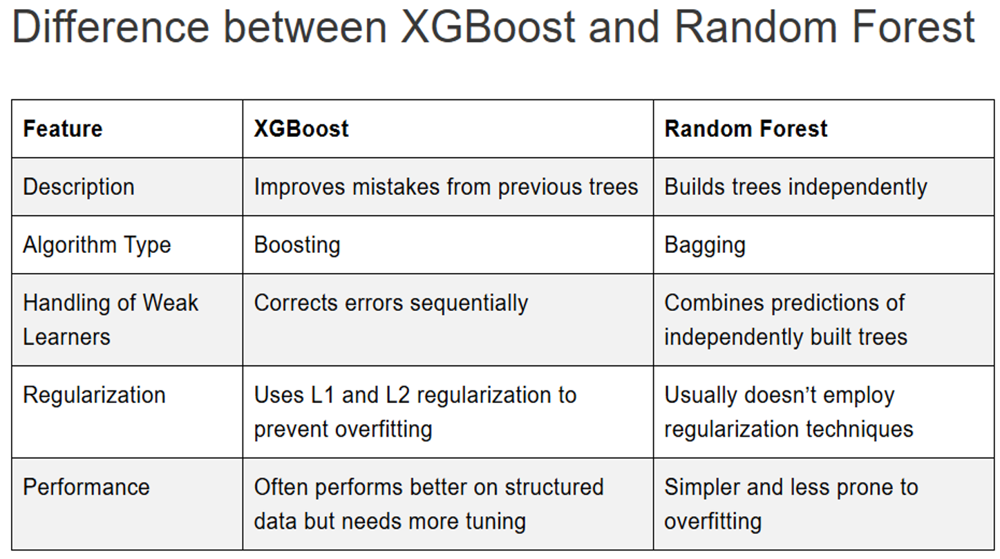 Difference between XGBoost and Random Forest
Feature
XGBoost
Random Forest
Description
Improves mistakes from previous trees
Builds trees independently
Algorithm Type
Boosting
Bagging
Handling of Weak
Learners
Corrects errors sequentially
Combines predictions of
independently built trees
Regularization
Uses L1 and L2 regularization to
prevent overfitting
Usually doesn’t employ
regularization techniques
Performance
Often performs better on structured
data but needs more tuning
Simpler and less prone to
overfitting